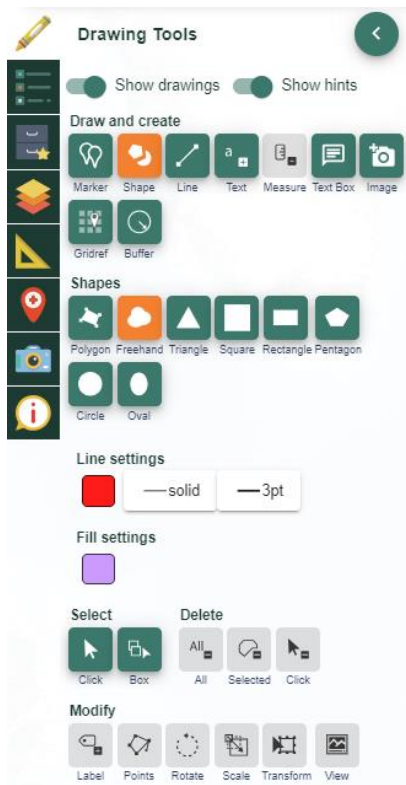 Drawing Tools
Show drawings Show hints
Draw and create
a
Marker Shape Line Text Measure Text Box Image
Gridref Buffer
Shapes
Polygon Freehand Triangle Square Rectangle Pentagon
Circle Oval
Line settings
solid 3pt
Fill settings
Select Delete
All
Click Box All Selected Click
Modify
Label Points Rotate Scale Transform View